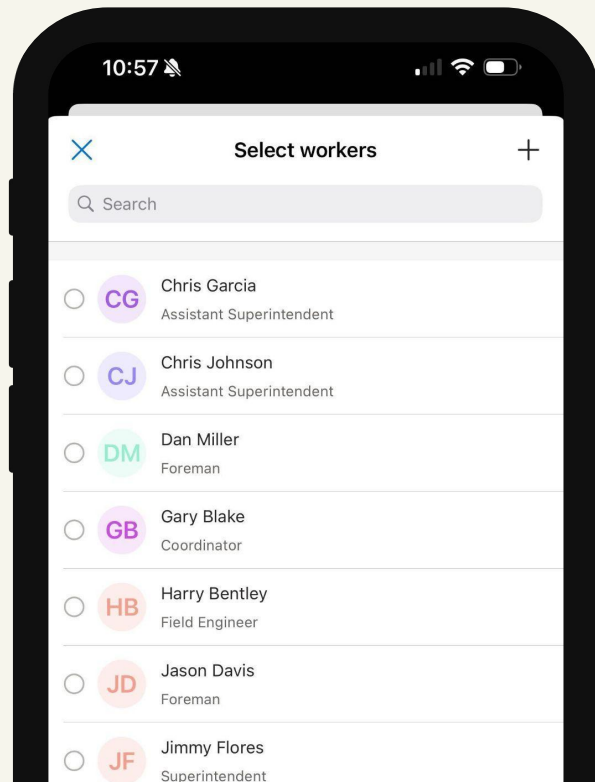 10:57
Select workers
Search
CG
Chris Garcia
Assistant Superintendent
CJ
Chris Johnson
Assistant Superintendent
DM
Dan Miller
Foreman
GB
Gary Blake
Coordinator
HB
Harry Bentley
Field Engineer
JD
Jason Davis
Foreman
JF
Jimmy Flores
Superintendent